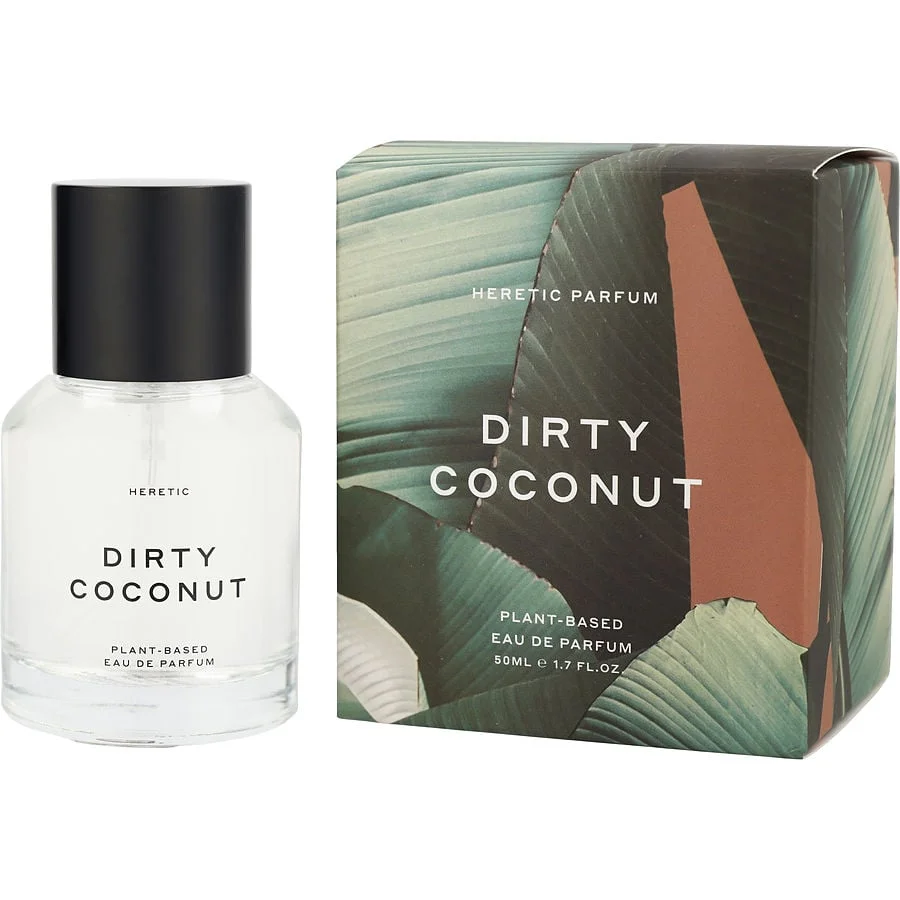 HERETIC
DIRTY
COCONUT
PLANT-BASED
EAU DE PARFUM
HERETIC PARFUM
DIRTY
COCONUT
PLANT-BASED
EAU DE PARFUM
50ML ℮ 1.7 FL.OZ.